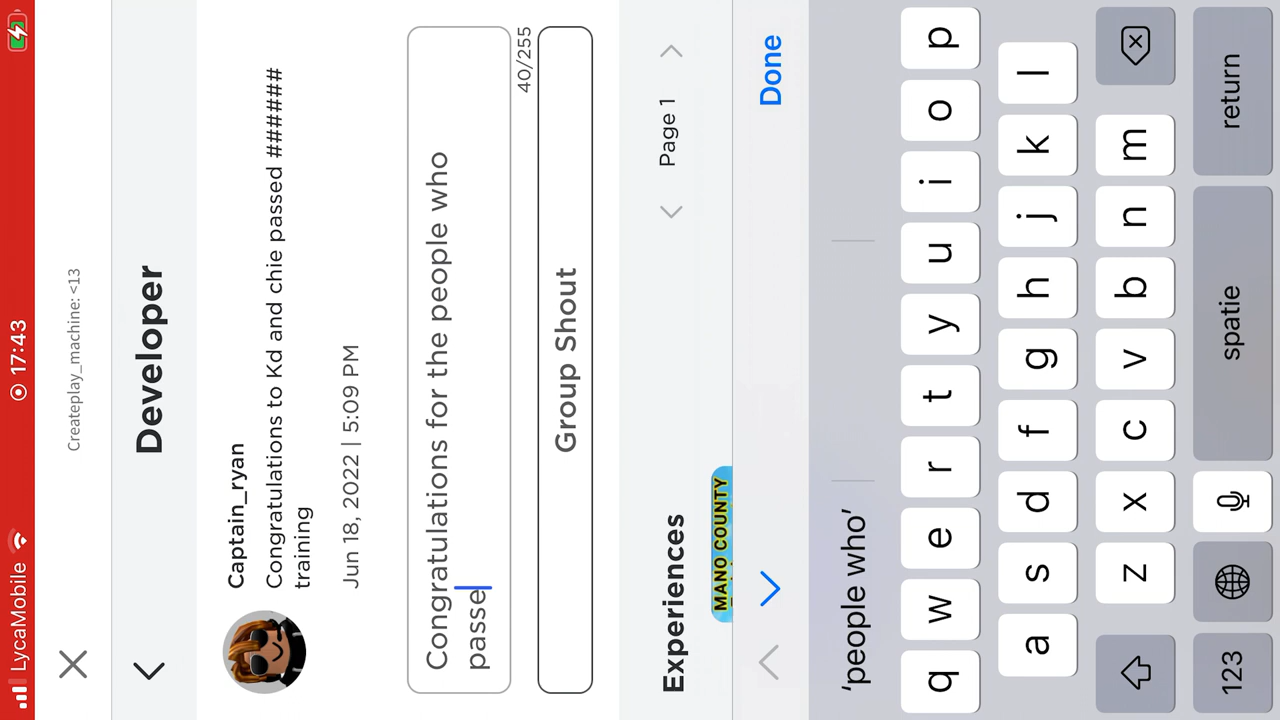 LycaMobile 17:43
Createplay_machine: <13
Developer
Captain_ryan
Congratulations to Kd and chie passed ######
training
Jun 18, 2022 | 5:09 PM
Congratulations for the people who
passe
40/255
Group Shout
Experiences Page 1
MANO COUNTY
Done
‘people who’
q w e r t y u i o p
a s d f g h j k l
z x c v b n m
123 spatie return